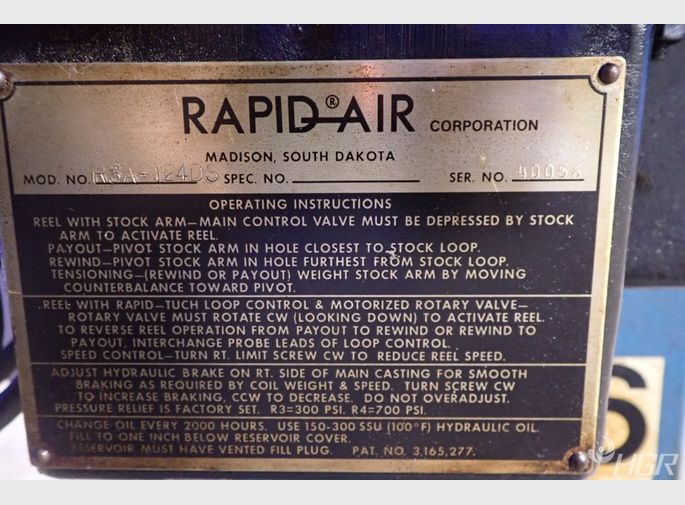 RAPID®AIR CORPORATION
MADISON, SOUTH DAKOTA
MOD. NO. R3A-124DS SPEC. NO. SER. NO. 40056
OPERATING INSTRUCTIONS
REEL WITH STOCK ARM—MAIN CONTROL VALVE MUST BE DEPRESSED BY STOCK
ARM TO ACTIVATE REEL.
PAYOUT—PIVOT STOCK ARM IN HOLE CLOSEST TO STOCK LOOP.
REWIND—PIVOT STOCK ARM IN HOLE FURTHEST FROM STOCK LOOP.
TENSIONING—(REWIND OR PAYOUT) WEIGHT STOCK ARM BY MOVING
COUNTERBALANCE TOWARD PIVOT.
REEL WITH RAPID—TUCH LOOP CONTROL & MOTORIZED ROTARY VALVE—
ROTARY VALVE MUST ROTATE CW (LOOKING DOWN) TO ACTIVATE REEL.
TO REVERSE REEL OPERATION FROM PAYOUT TO REWIND OR REWIND TO
PAYOUT, INTERCHANGE PROBE LEADS OF LOOP CONTROL.
SPEED CONTROL—TURN RT. LIMIT SCREW CW TO REDUCE REEL SPEED.
ADJUST HYDRAULIC BRAKE ON RT. SIDE OF MAIN CASTING FOR SMOOTH
BRAKING AS REQUIRED BY COIL WEIGHT & SPEED. TURN SCREW CW
TO INCREASE BRAKING, CCW TO DECREASE. DO NOT OVERADJUST.
PRESSURE RELIEF IS FACTORY SET. R3=300 PSI. R4=700 PSI.
CHANGE OIL EVERY 2000 HOURS. USE 150-300 SSU (100°F) HYDRAULIC OIL.
FILL TO ONE INCH BELOW RESERVOIR COVER.
RESERVOIR MUST HAVE VENTED FILL PLUG. PAT. NO. 3,165,277.
HGR